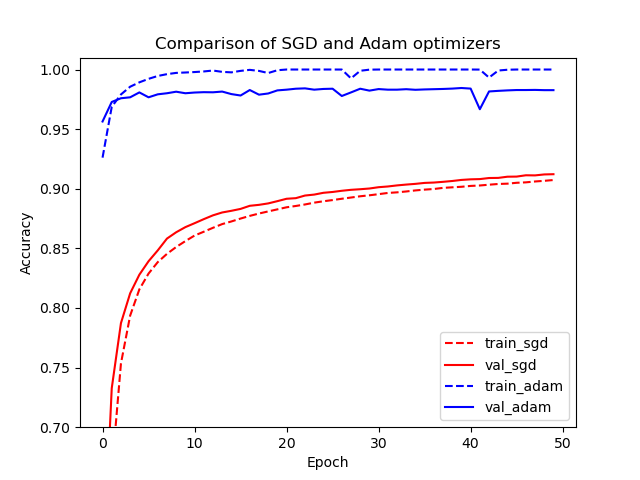 Comparison of SGD and Adam optimizers
1.00
0.95
0.90
0.85
0.80
0.75
0.70
Accuracy
0 10 20 30 40 50
Epoch
train_sgd
val_sgd
train_adam
val_adam